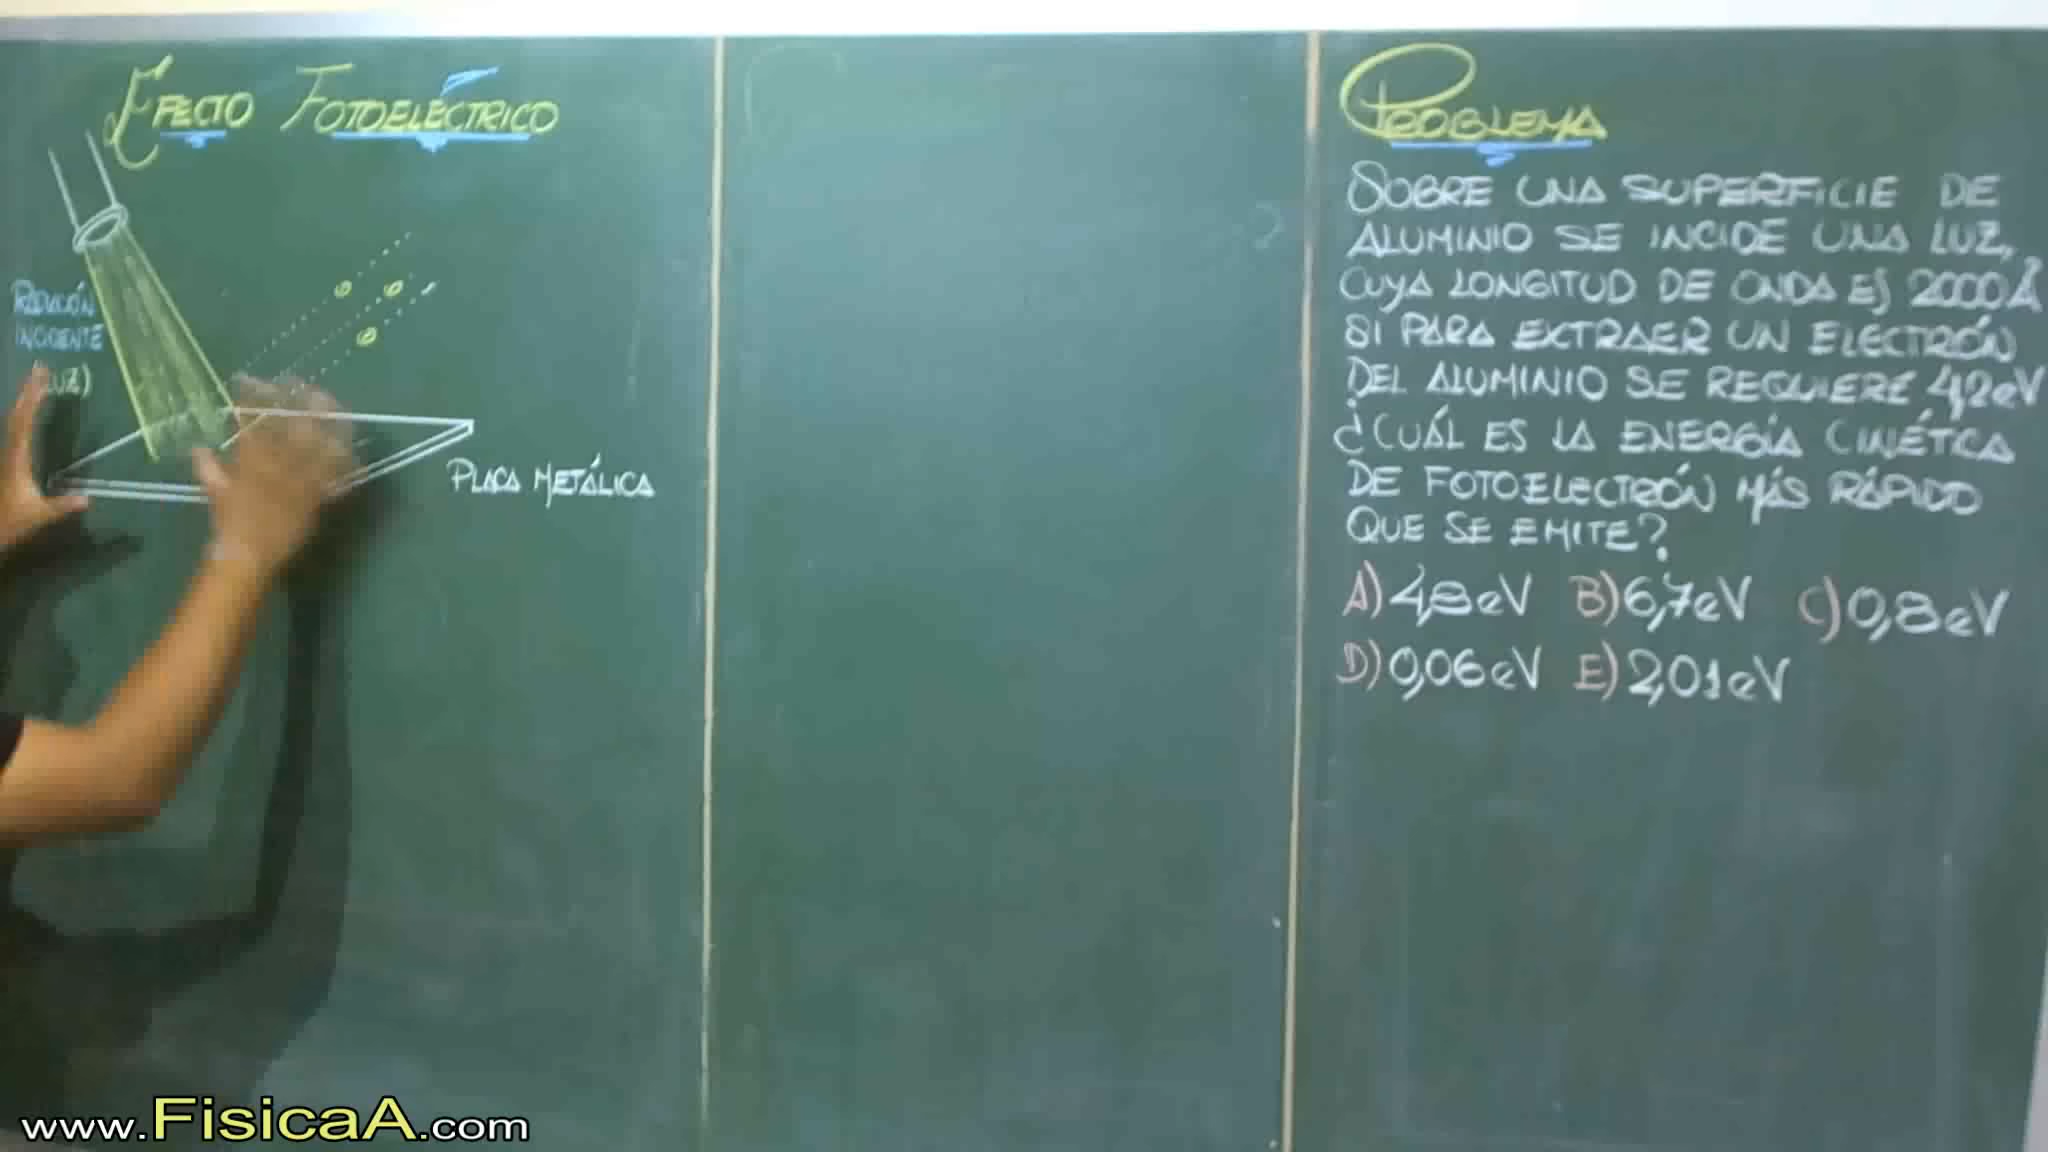 EFECTO FOTOELÉCTRICO
RADIACIÓN
INCIDENTE
(LUZ)
PLACA METÁLICA
PROBLEMA
SOBRE UNA SUPERFICIE DE
ALUMINIO SE INCIDE UNA LUZ,
CUYA LONGITUD DE ONDA ES 2000Å
SI PARA EXTRAER UN ELECTRÓN
DEL ALUMINIO SE REQUIERE 4,2eV
¿CUÁL ES LA ENERGÍA CINÉTICA
DE FOTOELECTRÓN MÁS RÁPIDO
QUE SE EMITE?
A) 4,8eV B) 6,7eV C) 0,8eV
D) 0,06eV E) 2,01eV
www.FisicaA.com